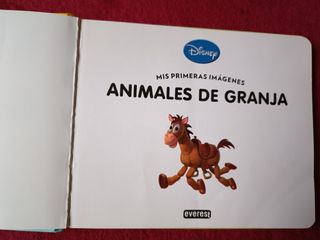 Disney
MIS PRIMERAS IMÁGENES
ANIMALES DE GRANJA
everest